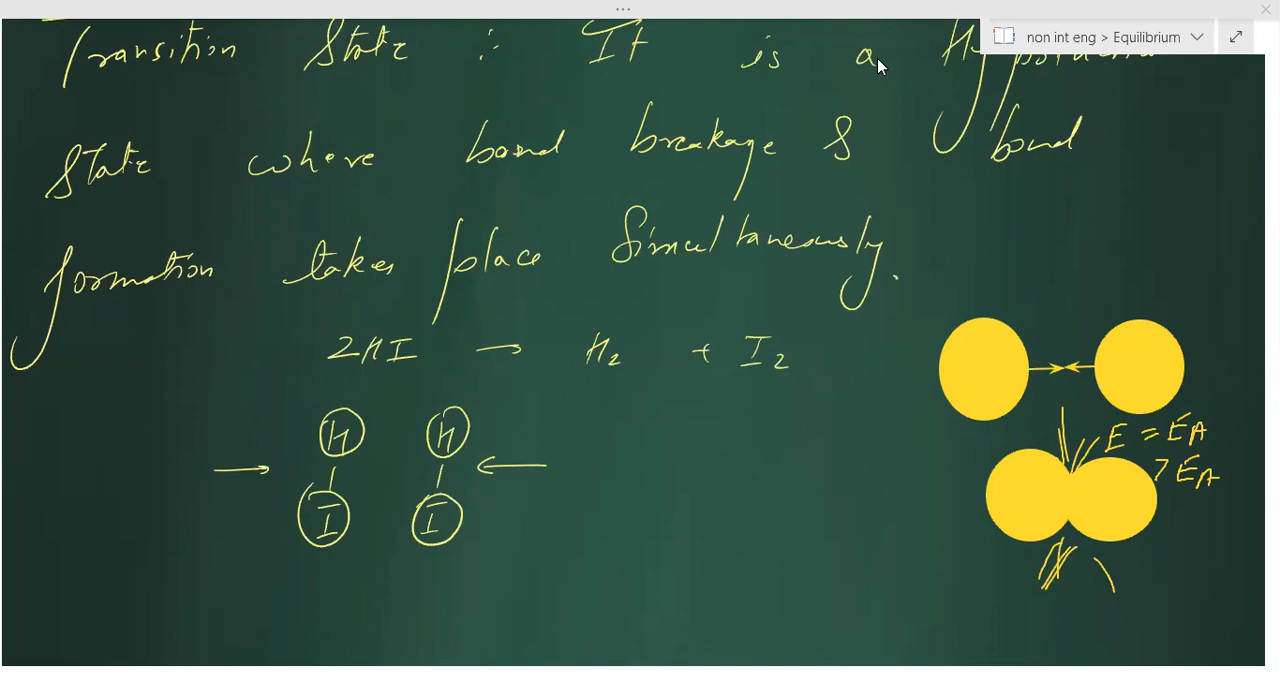 non int eng > Equilibrium
Transition State : It is a
State where bond breakage & bond
formation takes place Simultaneously.
2HI → H2 + I2
H H
I I
E = EA
> EA